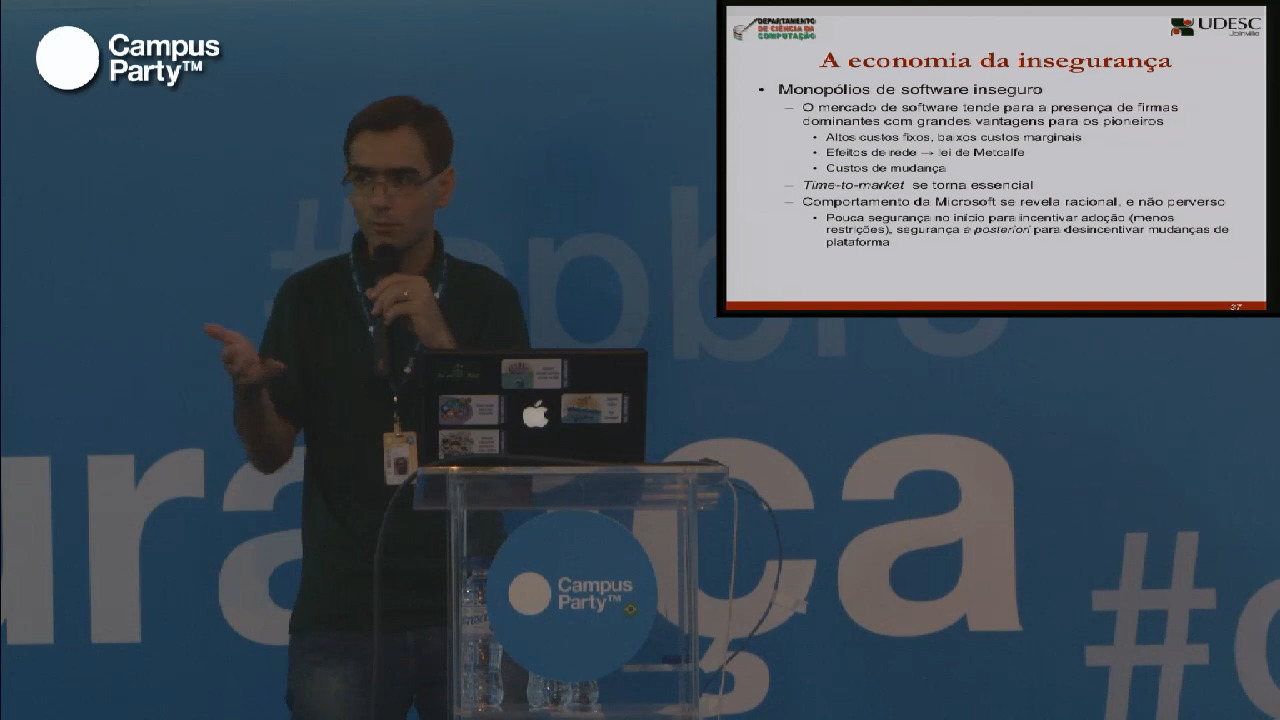 Campus
Party™
DEPARTAMENTO
DE CIÊNCIA DA
COMPUTAÇÃO
UDESC
Joinville
A economia da insegurança
• Monopólios de software inseguro
– O mercado de software tende para a presença de firmas
dominantes com grandes vantagens para os pioneiros
• Altos custos fixos, baixos custos marginais
• Efeitos de rede → lei de Metcalfe
• Custos de mudança
– Time-to-market se torna essencial
– Comportamento da Microsoft se revela racional, e não perverso
• Pouca segurança no início para incentivar adoção (menos
restrições), segurança a posteriori para desincentivar mudanças de
plataforma
37
Campus
Party™